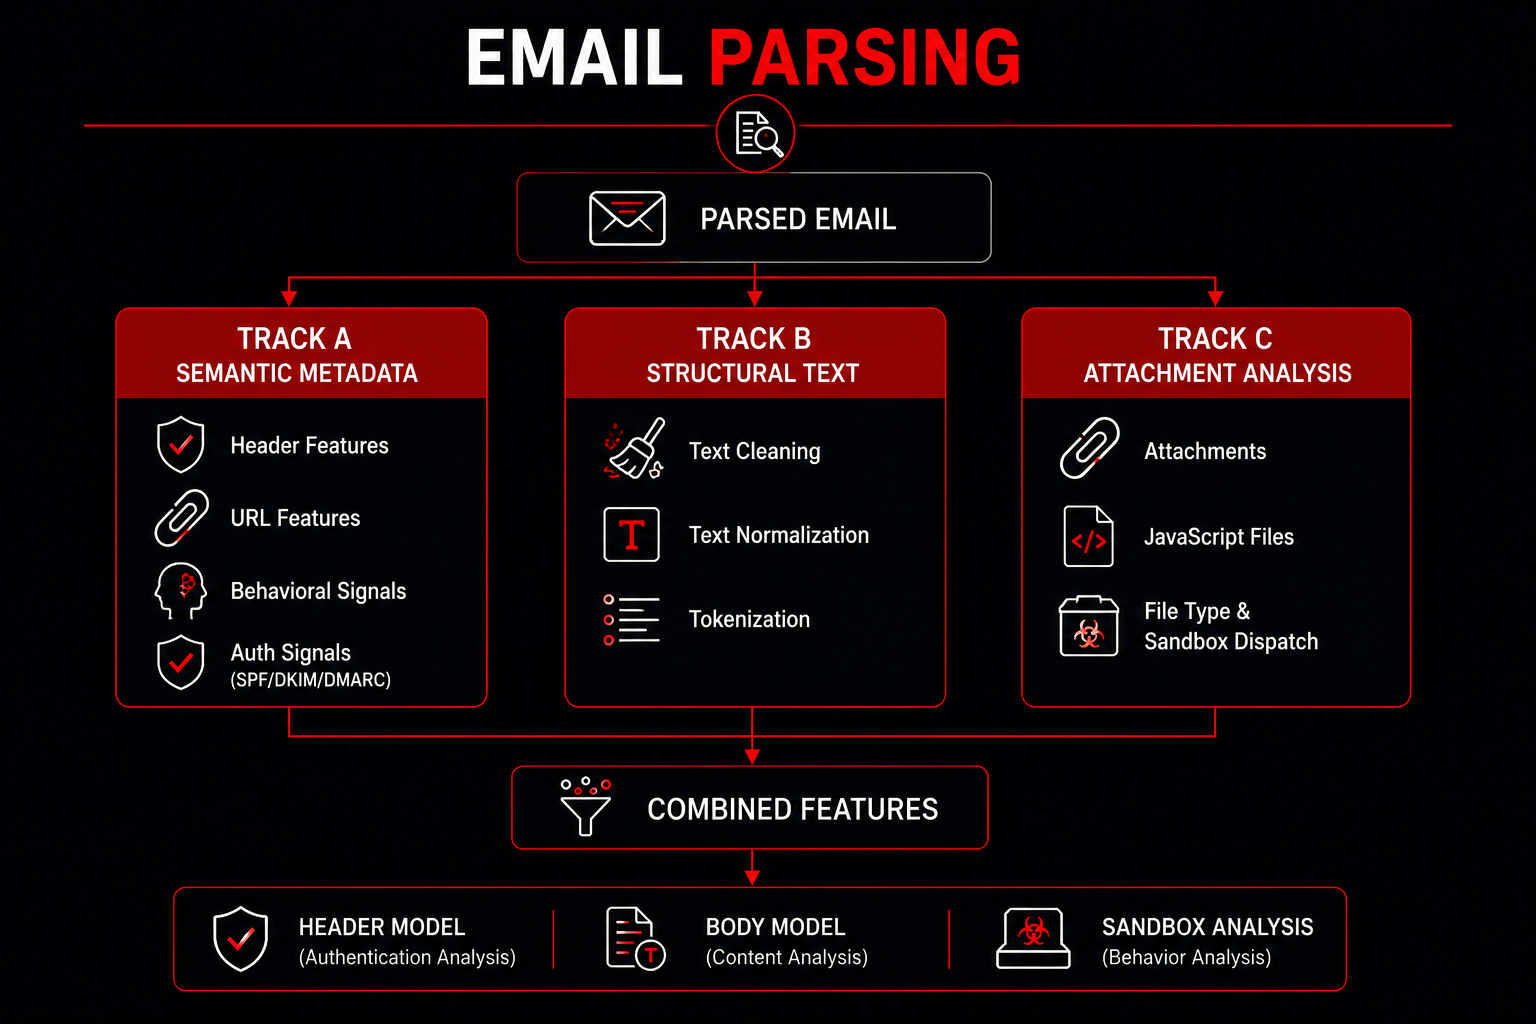 EMAIL PARSING
PARSED EMAIL
TRACK A
SEMANTIC METADATA
Header Features
URL Features
Behavioral Signals
Auth Signals
(SPF/DKIM/DMARC)
TRACK B
STRUCTURAL TEXT
Text Cleaning
T
Text Normalization
Tokenization
TRACK C
ATTACHMENT ANALYSIS
Attachments
</>
JavaScript Files
File Type &
Sandbox Dispatch
COMBINED FEATURES
HEADER MODEL
(Authentication Analysis)
T
BODY MODEL
(Content Analysis)
SANDBOX ANALYSIS
(Behavior Analysis)